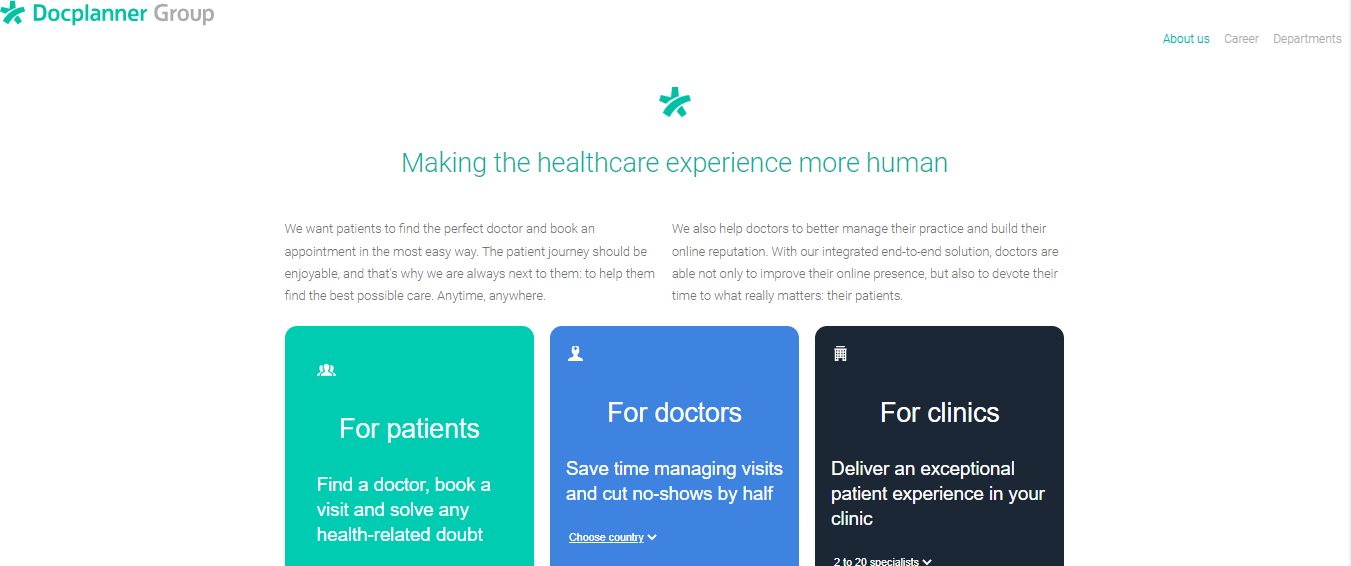 Docplanner Group
About us Career Departments
Making the healthcare experience more human
We want patients to find the perfect doctor and book an
appointment in the most easy way. The patient journey should be
enjoyable, and that's why we are always next to them: to help them
find the best possible care. Anytime, anywhere.
We also help doctors to better manage their practice and build their
online reputation. With our integrated end-to-end solution, doctors are
able not only to improve their online presence, but also to devote their
time to what really matters: their patients.
For patients
Find a doctor, book a
visit and solve any
health-related doubt
For doctors
Save time managing visits
and cut no-shows by half
Choose country
For clinics
Deliver an exceptional
patient experience in your
clinic
2 to 20 specialists